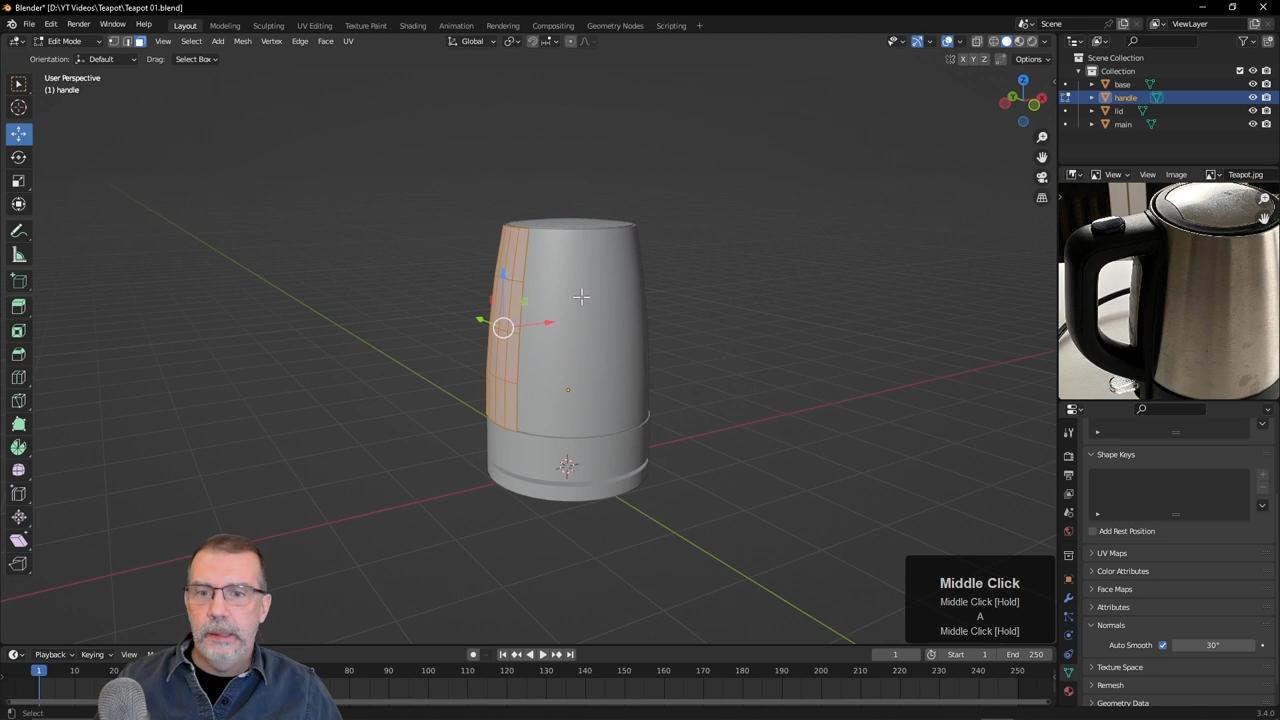 Blender* [D:\YT Videos\Teapot\Teapot 01.blend]
File Edit Render Window Help Layout Modeling Sculpting UV Editing Texture Paint Shading Animation Rendering Compositing Geometry Nodes Scripting + Scene ViewLayer
Edit Mode View Select Add Mesh Vertex Edge Face UV Global
Orientation: Default Drag: Select Box X Y Z Options
User Perspective
(1) handle
Z
Y
X
Scene Collection
Collection
base
handle
lid
main
View View Image Teapot.jpg
Shape Keys
Add Rest Position
UV Maps
Color Attributes
Face Maps
Attributes
Normals
Auto Smooth 30°
Texture Space
Remesh
Geometry Data
Middle Click
Middle Click [Hold]
A
Middle Click [Hold]
Playback Keying View 1 Start 1 End 250
1 10 20 100 110 120 130 140 150 160 170 180 190 200 210 220 230 240 250
Select 3.4.0